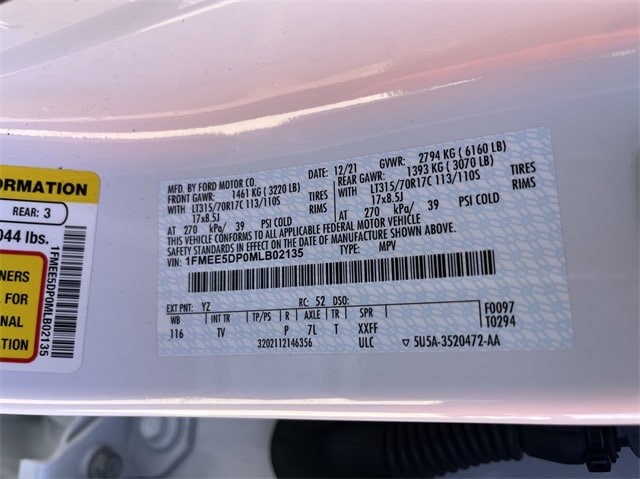 ORMATION
REAR: 3
044 lbs.
NERS
L FOR
NAL
TION
1FMEE5DP0MLB02135
MFD. BY FORD MOTOR CO.
DATE: 12/21
GVWR: 2794 KG ( 6160 LB)
FRONT GAWR: 1461 KG ( 3220 LB)
REAR GAWR: 1393 KG ( 3070 LB)
WITH LT315/70R17C 113/110S TIRES
WITH LT315/70R17C 113/110S TIRES
17x8.5J RIMS
17x8.5J RIMS
AT 270 kPa/ 39 PSI COLD
AT 270 kPa/ 39 PSI COLD
THIS VEHICLE CONFORMS TO ALL APPLICABLE FEDERAL MOTOR VEHICLE
SAFETY STANDARDS IN EFFECT ON THE DATE OF MANUFACTURE SHOWN ABOVE.
VIN: 1FMEE5DP0MLB02135
TYPE: MPV
EXT PNT: YZ RC: 52 DSO:
WB INT TR TP/PS R AXLE TR SPR
116 TV P 7L T XXFF
3202112146356 ULC
F0097
T0294
▽ 5U5A-3520472-AA